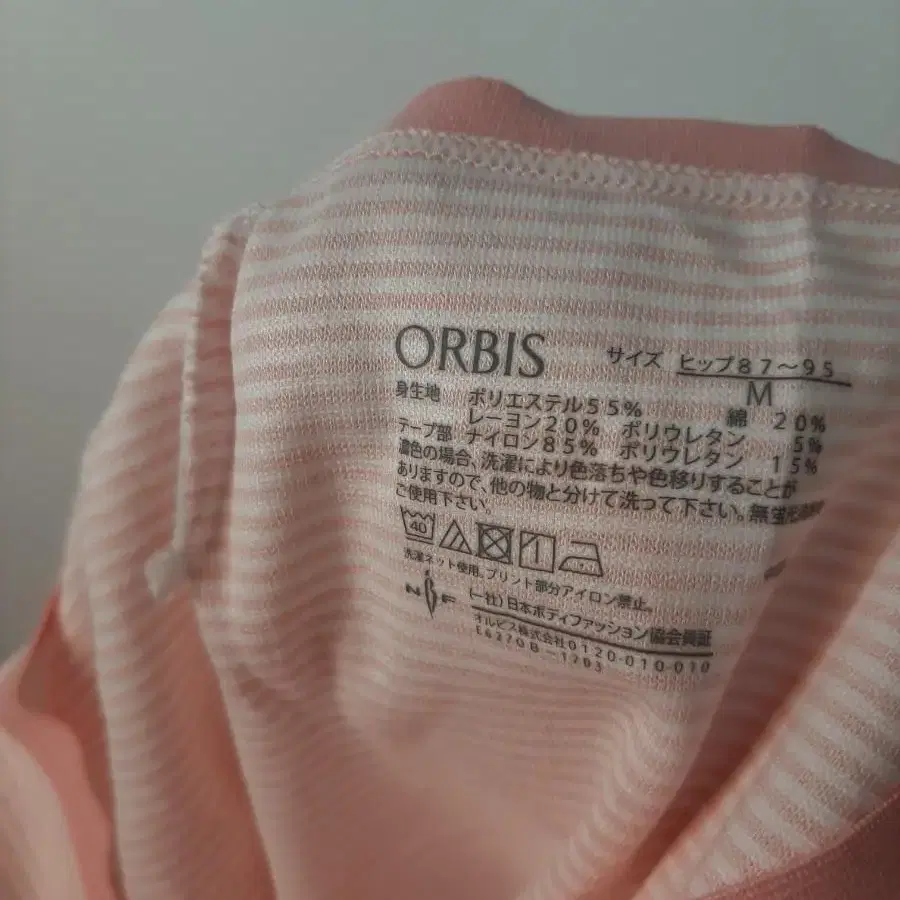 ORBIS
サイズ ヒップ87～95
M
身生地 ポリエステル55% 綿 20%
レーヨン20% ポリウレタン 5%
テープ部 ナイロン85% ポリウレタン 15%
濃色の場合、洗濯により色落ちや色移りすることが
ありますので、他の物と分けて洗って下さい。無蛍光
ご使用下さい。
40
洗濯ネット使用。プリント部分アイロン禁止。
NBF (一社)日本ボディファッション協会員証
オルビス株式会社0120-010-010
E6270B-1703